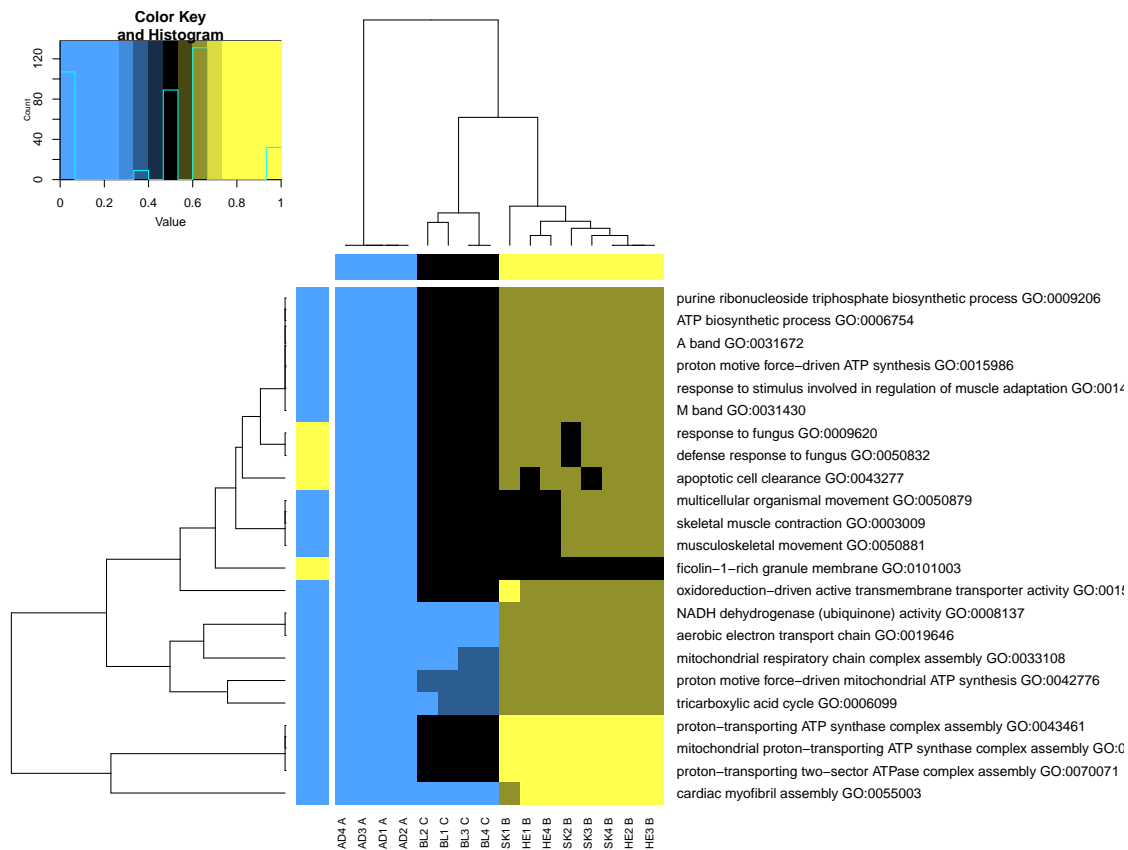 Color Key
and Histogram
Count
0 40 80 120
0 0.2 0.4 0.6 0.8 1
Value
purine ribonucleoside triphosphate biosynthetic process GO:0009206
ATP biosynthetic process GO:0006754
A band GO:0031672
proton motive force−driven ATP synthesis GO:0015986
response to stimulus involved in regulation of muscle adaptation GO:0014
M band GO:0031430
response to fungus GO:0009620
defense response to fungus GO:0050832
apoptotic cell clearance GO:0043277
multicellular organismal movement GO:0050879
skeletal muscle contraction GO:0003009
musculoskeletal movement GO:0050881
ficolin−1−rich granule membrane GO:0101003
oxidoreduction−driven active transmembrane transporter activity GO:0015
NADH dehydrogenase (ubiquinone) activity GO:0008137
aerobic electron transport chain GO:0019646
mitochondrial respiratory chain complex assembly GO:0033108
proton motive force−driven mitochondrial ATP synthesis GO:0042776
tricarboxylic acid cycle GO:0006099
proton−transporting ATP synthase complex assembly GO:0043461
mitochondrial proton−transporting ATP synthase complex assembly GO:0
proton−transporting two−sector ATPase complex assembly GO:0070071
cardiac myofibril assembly GO:0055003
AD4 A
AD3 A
AD1 A
AD2 A
BL2 C
BL1 C
BL3 C
BL4 C
SK1 B
HE1 B
HE4 B
SK2 B
SK3 B
SK4 B
HE2 B
HE3 B